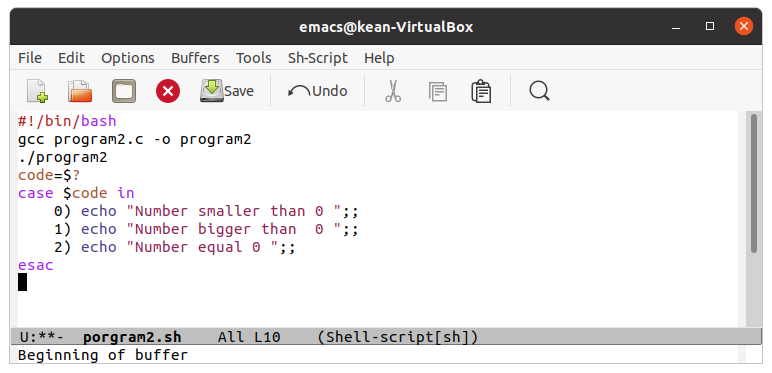 emacs@kean-VirtualBox
File Edit Options Buffers Tools Sh-Script Help
Save Undo
#!/bin/bash
gcc program2.c -o program2
./program2
code=$?
case $code in
    0) echo "Number smaller than 0 ";;
    1) echo "Number bigger than  0 ";;
    2) echo "Number equal 0 ";;
esac
U:**-  porgram2.sh    All L10    (Shell-script[sh])
Beginning of buffer